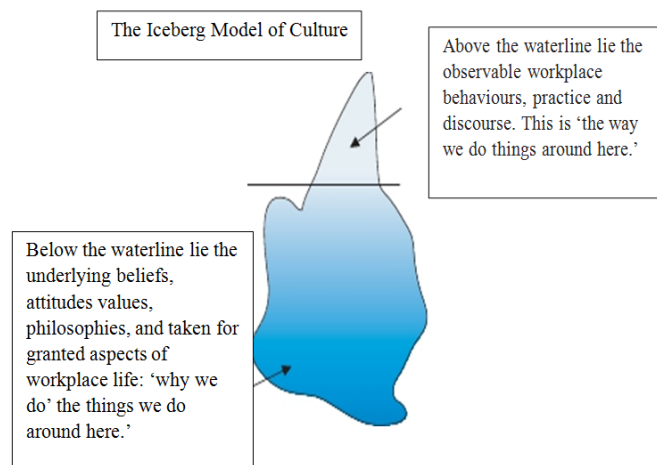 The Iceberg Model of Culture
Above the waterline lie the
observable workplace
behaviours, practice and
discourse. This is ‘the way
we do things around here.’
Below the waterline lie the
underlying beliefs,
attitudes values,
philosophies, and taken for
granted aspects of
workplace life: ‘why we
do’ the things we do
around here.’